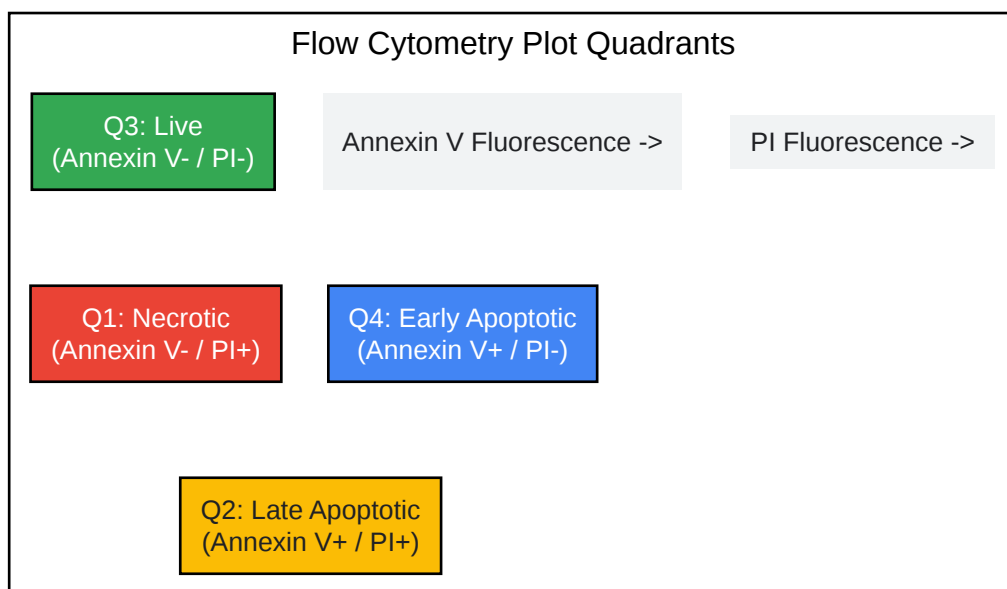 Flow Cytometry Plot Quadrants
Q3: Live
(Annexin V- / PI-)
Annexin V Fluorescence ->
PI Fluorescence ->
Q1: Necrotic
(Annexin V- / PI+)
Q4: Early Apoptotic
(Annexin V+ / PI-)
Q2: Late Apoptotic
(Annexin V+ / PI+)